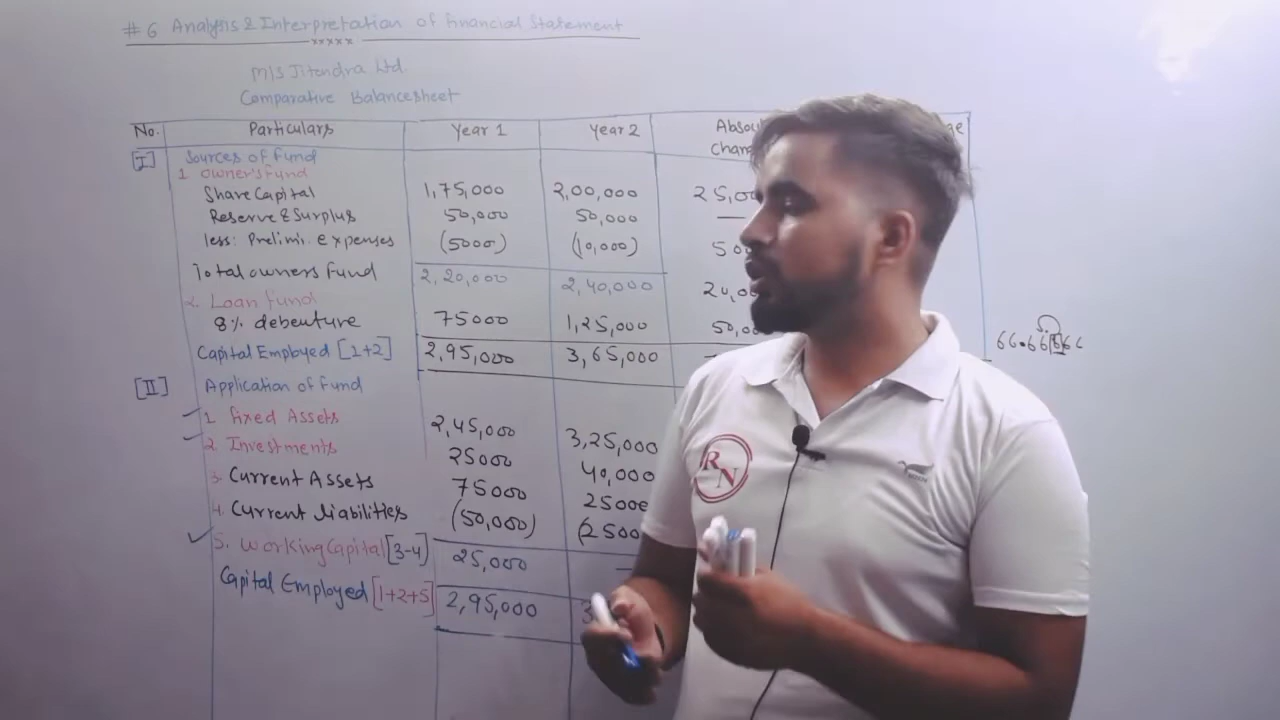 # 6 Analysis & Interpretation of Financial Statement
xxxxx
M/S Jitendra Ltd.
Comparative Balancesheet
No. Particulars Year 1 Year 2
[I] Sources of Fund
1 Owner's Fund
Share Capital 1,75,000 2,00,000
Reserve & Surplus 50,000 50,000 —
less: Prelimi. expenses (5000) (10,000)
Total owners Fund 2,20,000 2,40,000
2. Loan Fund
8% debenture 75000 1,25,000
Capital Employed [1+2] 2,95,000 3,65,000
[II] Application of Fund
1 Fixed Assets 2,45,000 3,25,000
2. Investments 25000 40,000
3. Current Assets 75000
4. Current liabilities (50,000)
5. Working Capital [3-4] 25,000 —
Capital Employed [1+2+5] 2,95,000
RN